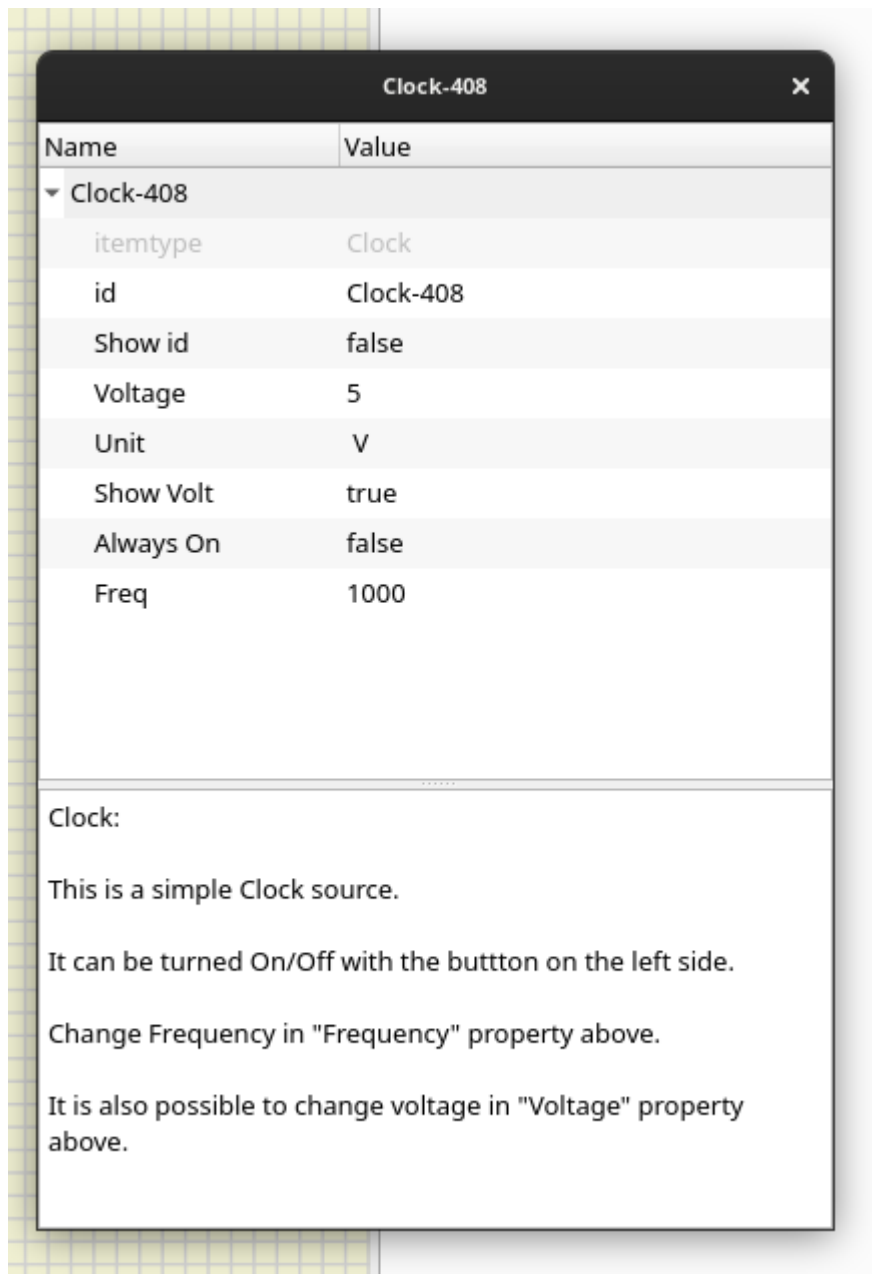 Clock-408
Name Value
Clock-408
itemtype Clock
id Clock-408
Show id false
Voltage 5
Unit V
Show Volt true
Always On false
Freq 1000
Clock:
This is a simple Clock source.
It can be turned On/Off with the buttton on the left side.
Change Frequency in "Frequency" property above.
It is also possible to change voltage in "Voltage" property
above.